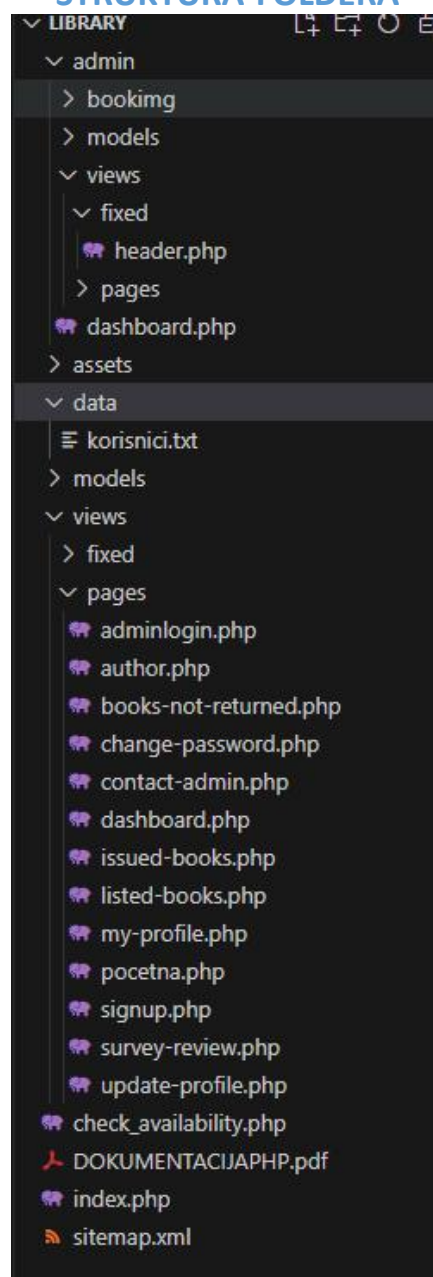 STRUKTURA FOLDERA
LIBRARY
admin
bookimg
models
views
fixed
header.php
pages
dashboard.php
assets
data
korisnici.txt
models
views
fixed
pages
adminlogin.php
author.php
books-not-returned.php
change-password.php
contact-admin.php
dashboard.php
issued-books.php
listed-books.php
my-profile.php
pocetna.php
signup.php
survey-review.php
update-profile.php
check_availability.php
DOKUMENTACIJAPHP.pdf
index.php
sitemap.xml